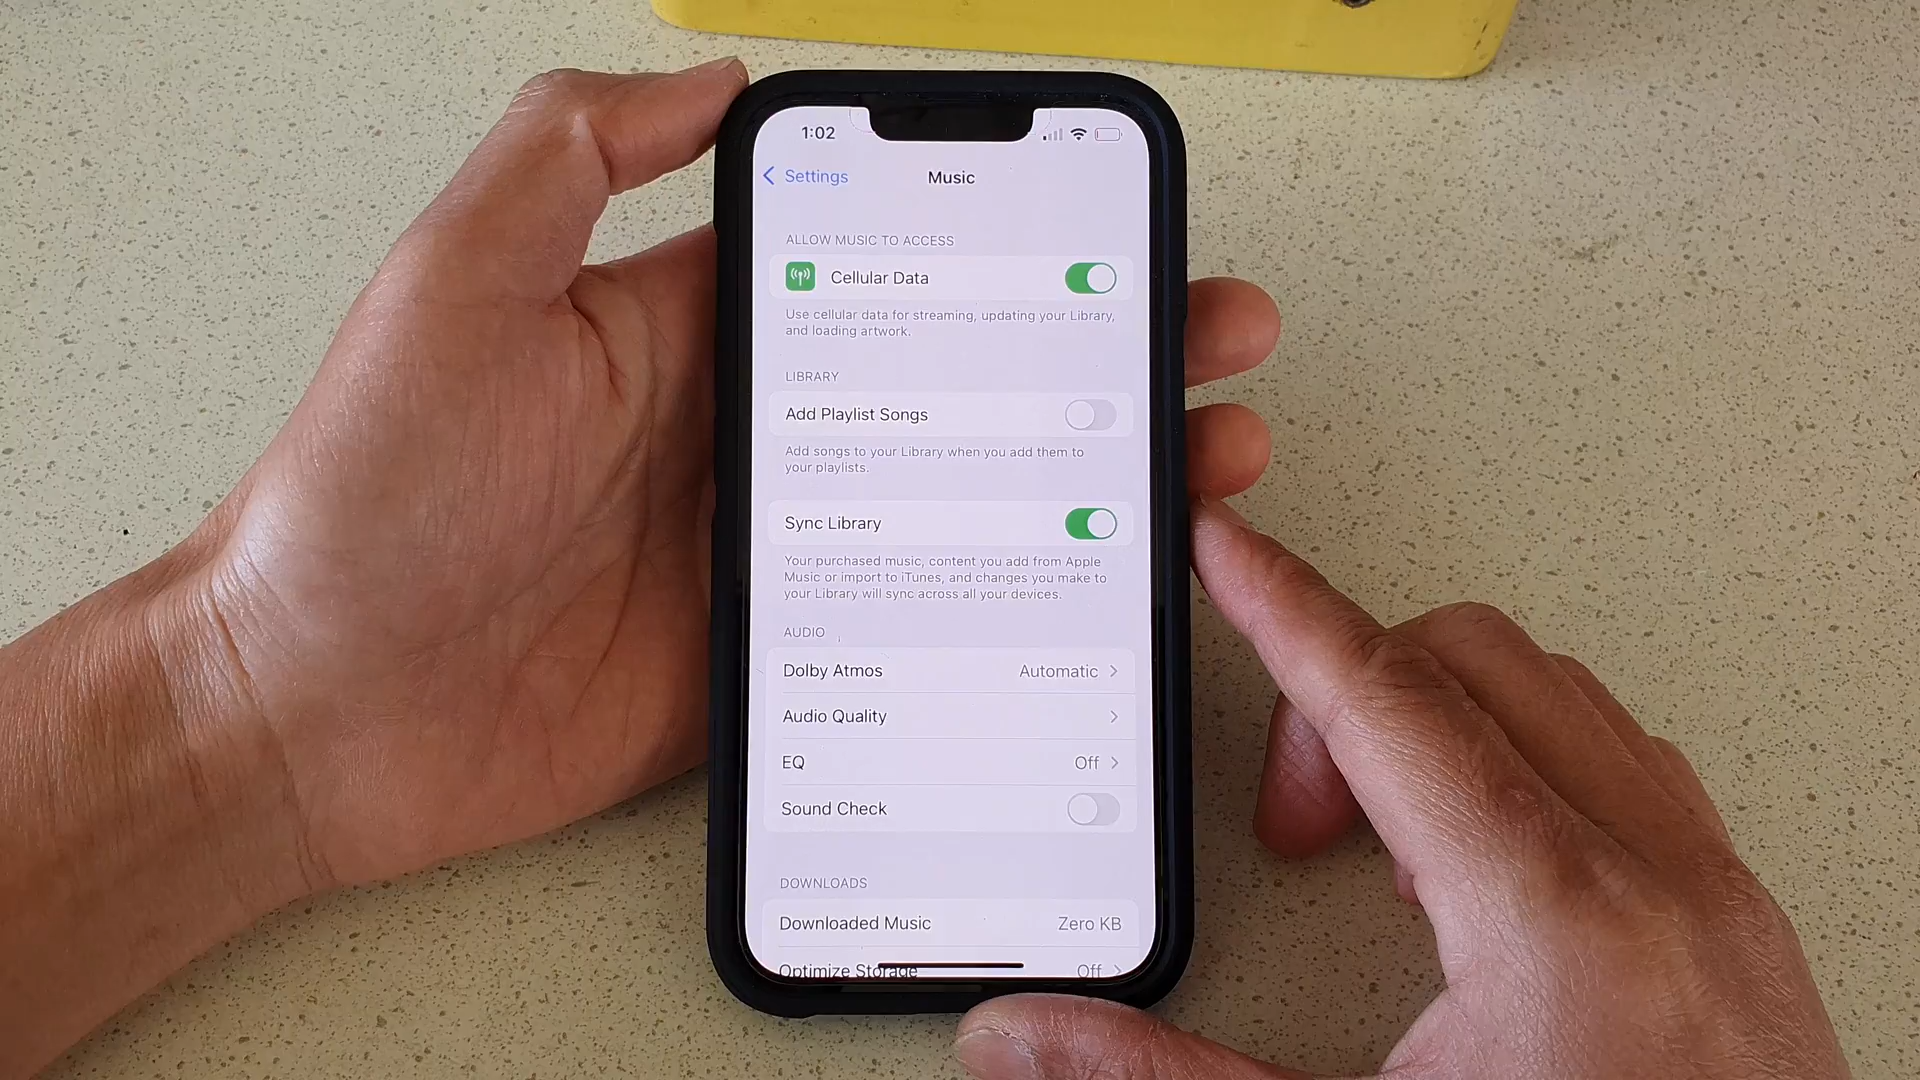 1:02
Settings
Music
ALLOW MUSIC TO ACCESS
Cellular Data
Use cellular data for streaming, updating your Library,
and loading artwork.
LIBRARY
Add Playlist Songs
Add songs to your Library when you add them to
your playlists.
Sync Library
Your purchased music, content you add from Apple
Music or import to iTunes, and changes you make to
your Library will sync across all your devices.
AUDIO
Dolby Atmos Automatic
Audio Quality
EQ Off
Sound Check
DOWNLOADS
Downloaded Music Zero KB
Optimize Storage Off